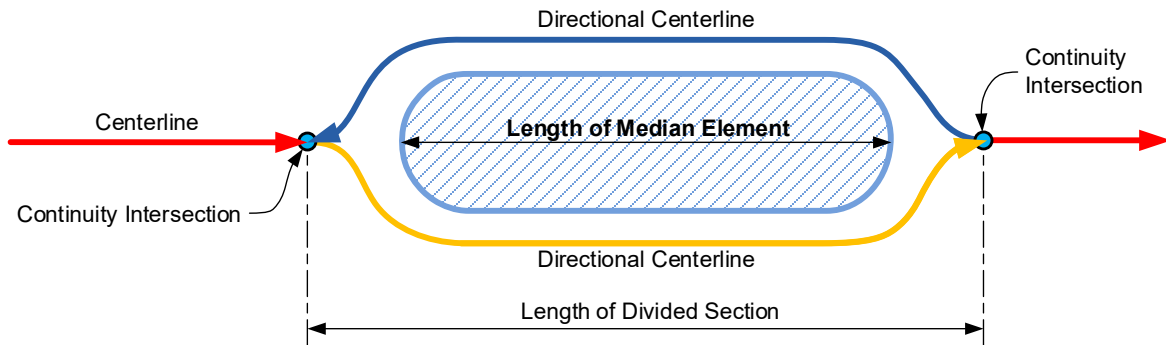 Directional Centerline
Continuity
Intersection
Centerline
Length of Median Element
Continuity Intersection
Directional Centerline
Length of Divided Section